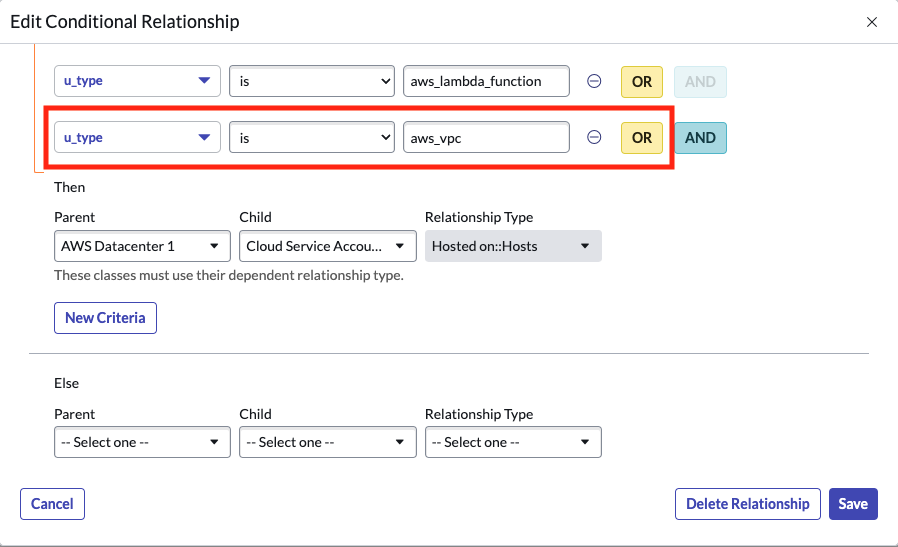 Edit Conditional Relationship
u_type is aws_lambda_function OR AND
u_type is aws_vpc OR AND
Then
Parent Child Relationship Type
AWS Datacenter 1 Cloud Service Accou... Hosted on::Hosts
These classes must use their dependent relationship type.
New Criteria
Else
Parent Child Relationship Type
-- Select one -- -- Select one -- -- Select one --
Cancel Delete Relationship Save